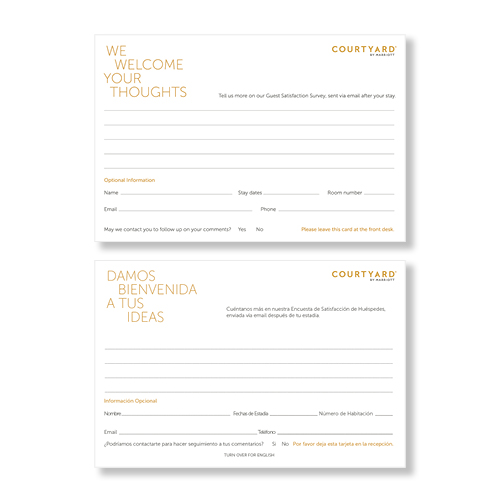 WE
WELCOME
YOUR
THOUGHTS
COURTYARD®
BY MARRIOTT
Tell us more on our Guest Satisfaction Survey, sent via email after your stay.
Optional Information
Name Stay dates Room number
Email Phone
May we contact you to follow up on your comments? Yes No Please leave this card at the front desk.
DAMOS
BIENVENIDA
A TUS
IDEAS
COURTYARD®
BY MARRIOTT
Cuéntanos más en nuestra Encuesta de Satisfacción de Huéspedes,
enviada via email después de tu estadía.
Información Opcional
Nombre Fechas de Estadía Número de Habitación
Email Teléfono
¿Podríamos contactarte para hacer seguimiento a tus comentarios? Si No Por favor deja esta tarjeta en la recepción.
TURN OVER FOR ENGLISH